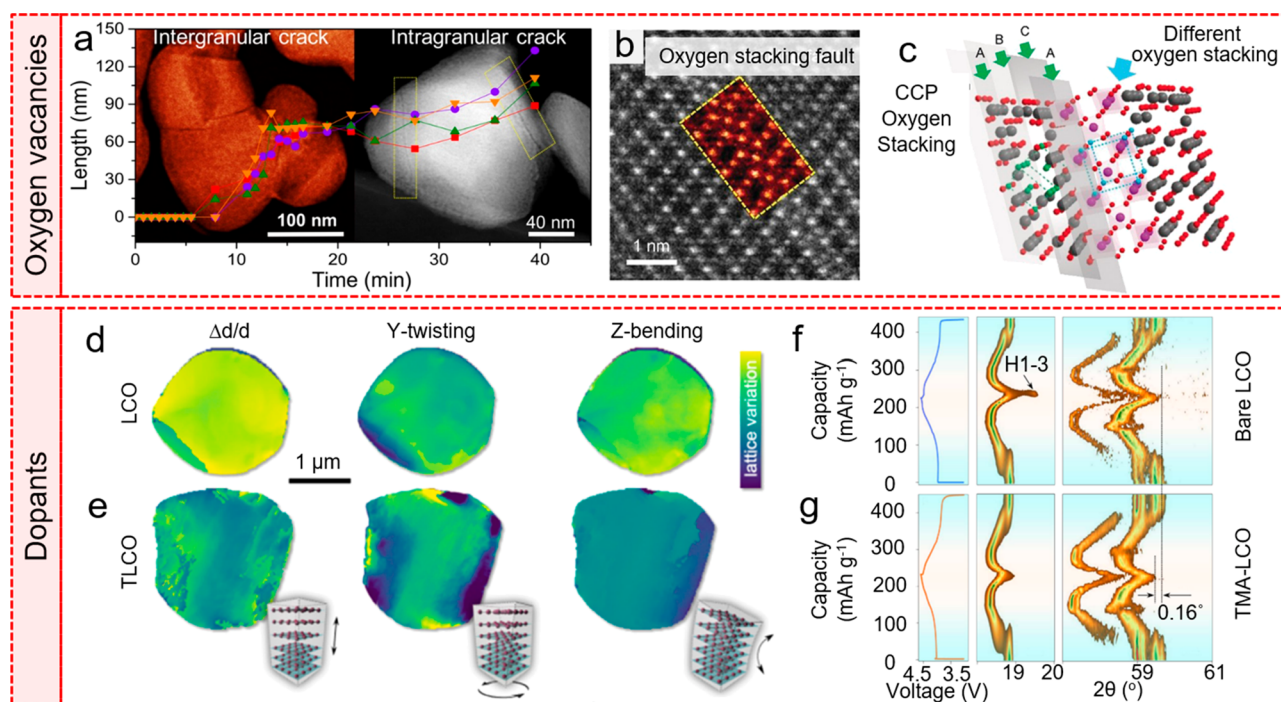 Oxygen vacancies
a
Intergranular crack
Intragranular crack
150
120
90
60
30
0
Length (nm)
100 nm
40 nm
0
10
20
30
40
Time (min)
b
Oxygen stacking fault
1 nm
c
A
B
C
A
Different
oxygen stacking
CCP
Oxygen
Stacking
Dopants
d
Δd/d
Y-twisting
Z-bending
LCO
1 μm
lattice variation
e
TLCO
f
Capacity
(mAh g⁻¹)
400
300
200
100
0
H1-3
Bare LCO
g
Capacity
(mAh g⁻¹)
400
300
200
100
0
0.16°
TMA-LCO
4.5 3.5
Voltage (V)
19 20
59 61
2θ (°)